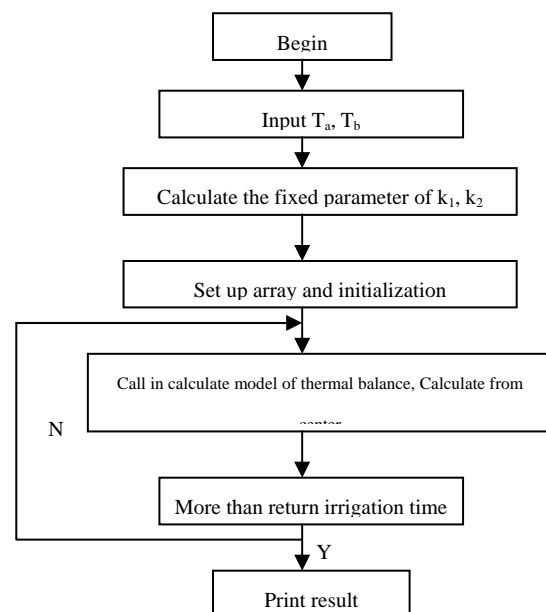 Begin
Input Ta, Tb
Calculate the fixed parameter of k1, k2
Set up array and initialization
Call in calculate model of thermal balance, Calculate from
center
N
More than return irrigation time
Y
Print result